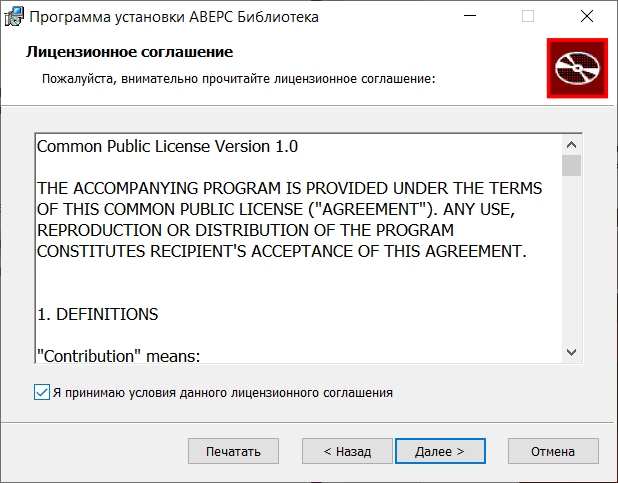 Программа установки АВЕРС Библиотека
Лицензионное соглашение
Пожалуйста, внимательно прочитайте лицензионное соглашение:
Common Public License Version 1.0
THE ACCOMPANYING PROGRAM IS PROVIDED UNDER THE TERMS
OF THIS COMMON PUBLIC LICENSE ("AGREEMENT"). ANY USE,
REPRODUCTION OR DISTRIBUTION OF THE PROGRAM
CONSTITUTES RECIPIENT'S ACCEPTANCE OF THIS AGREEMENT.
1. DEFINITIONS
"Contribution" means:
Я принимаю условия данного лицензионного соглашения
Печатать
< Назад
Далее >
Отмена